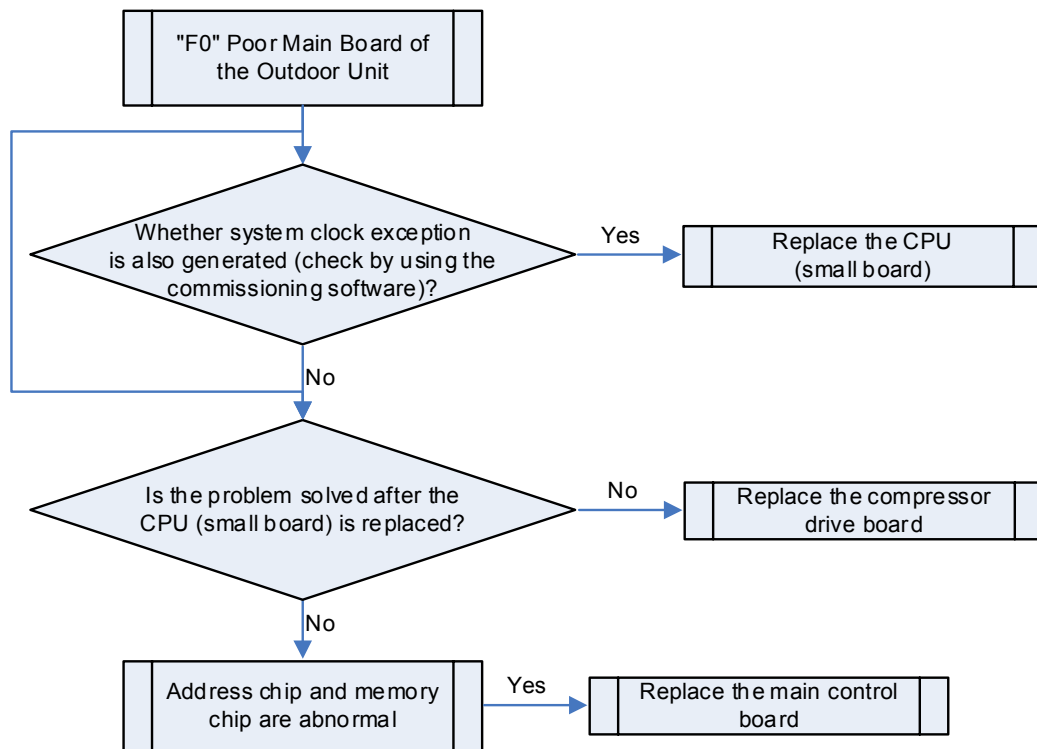 "F0" Poor Main Board of
the Outdoor Unit
Whether system clock exception
is also generated (check by using the
commissioning software)?
Yes
Replace the CPU
(small board)
No
Is the problem solved after the
CPU (small board) is replaced?
No
Replace the compressor
drive board
No
Address chip and memory
chip are abnormal
Yes
Replace the main control
board